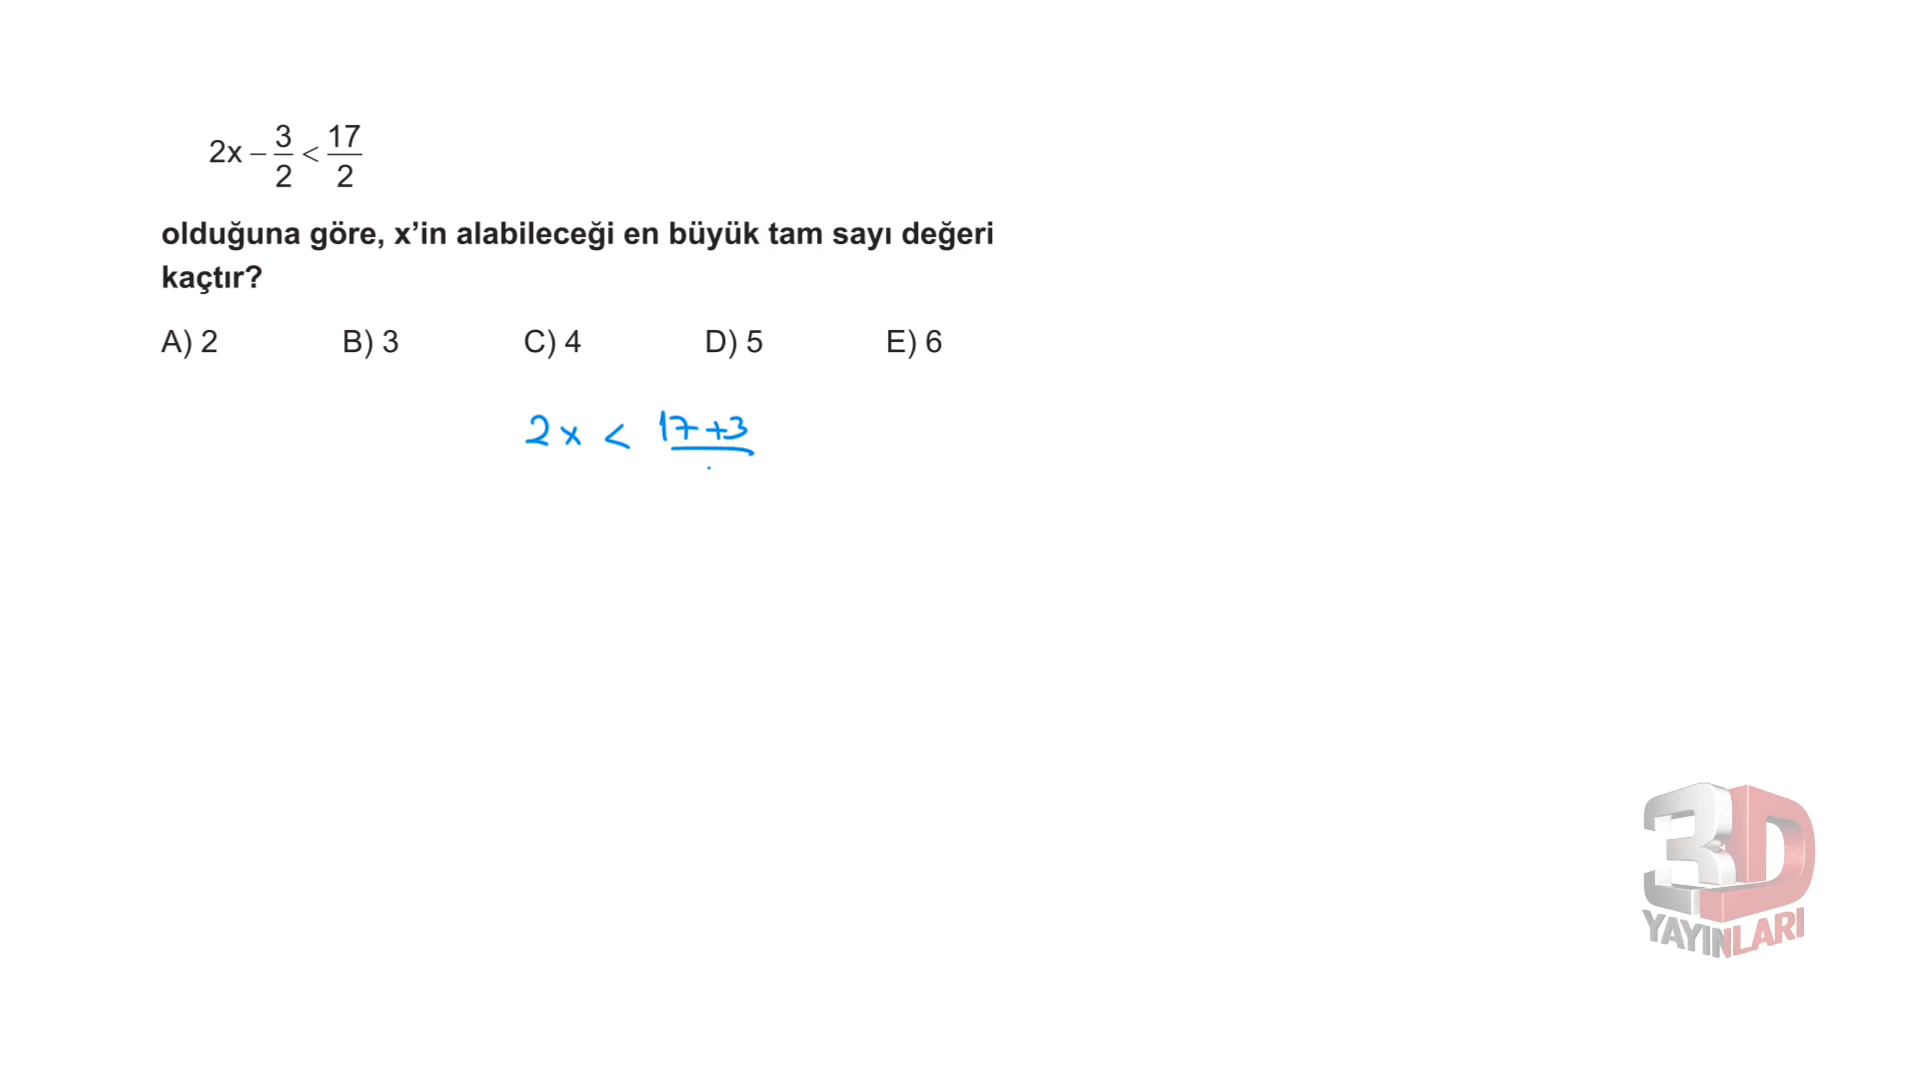 2x − 3/2 < 17/2
olduğuna göre, x’in alabileceği en büyük tam sayı değeri
kaçtır?
A) 2 B) 3 C) 4 D) 5 E) 6
2x < 17+3
3D
YAYINLARI